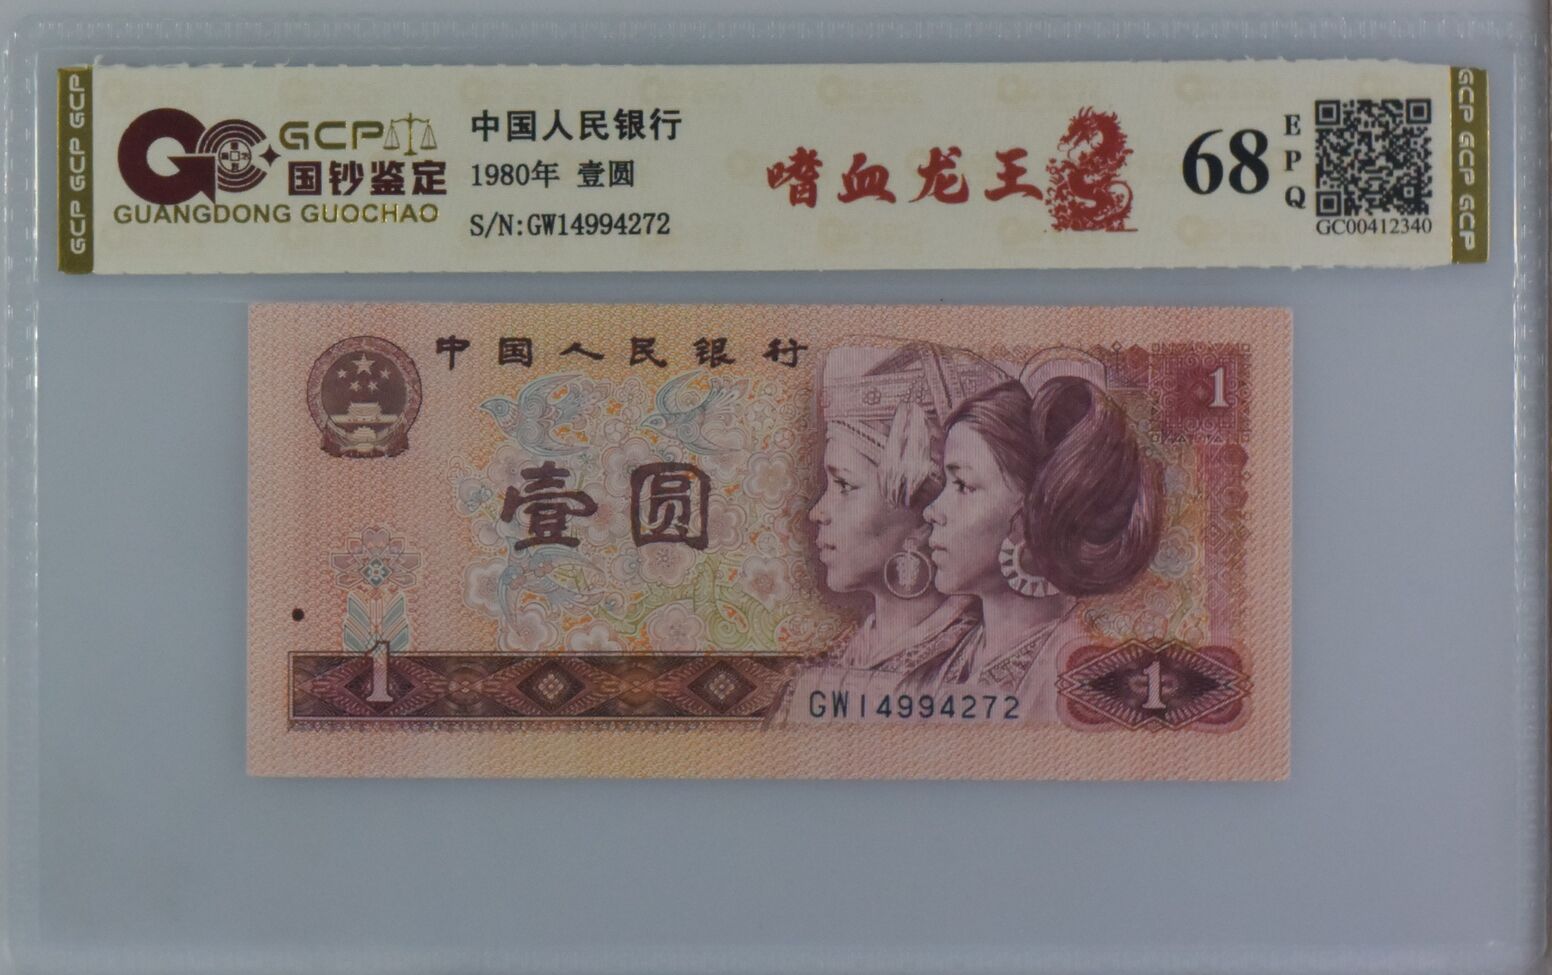 GCP GCP GCP
GCP
国钞鉴定
GUANGDONG GUOCHAO
中国人民银行
1980年 壹圆
S/N:GW14994272
嗜血龙王
68
EPQ
GC00412340
GCP GCP GCP
中国人民银行
1
壹圆
1
GW14994272
1